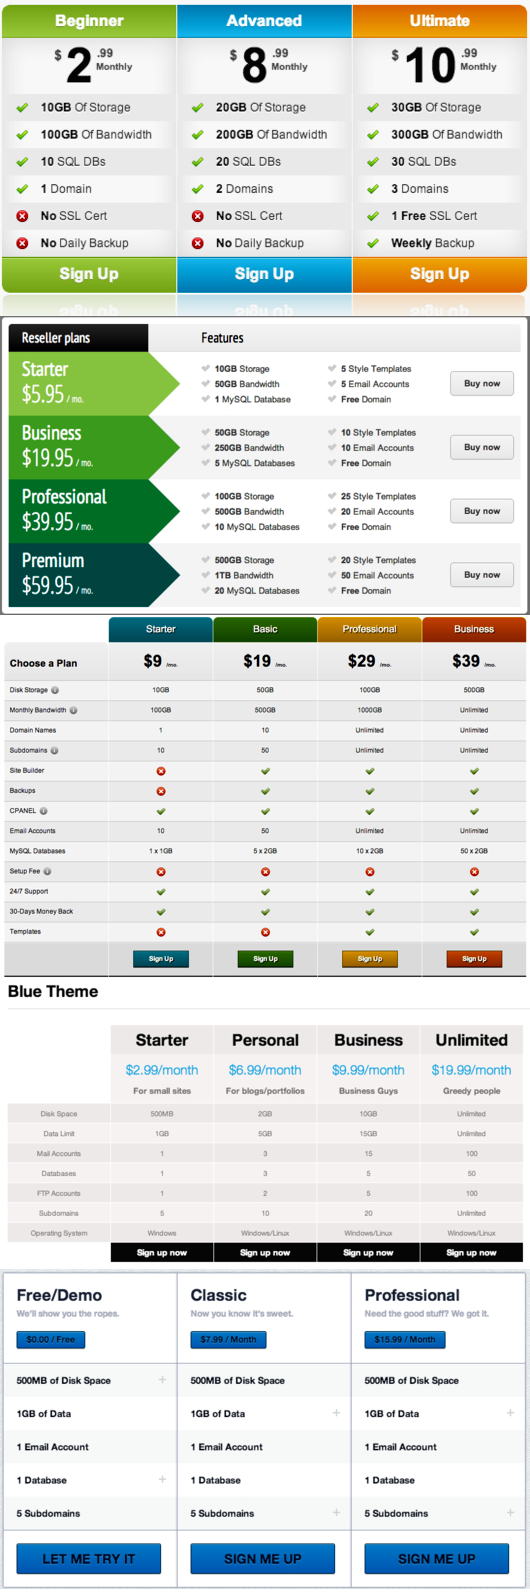 Beginner Advanced Ultimate
$ 2 .99 Monthly $ 8 .99 Monthly $ 10 .99 Monthly
10GB Of Storage 20GB Of Storage 30GB Of Storage
100GB Of Bandwidth 200GB Of Bandwidth 300GB Of Bandwidth
10 SQL DBs 20 SQL DBs 30 SQL DBs
1 Domain 2 Domains 3 Domains
No SSL Cert No SSL Cert 1 Free SSL Cert
No Daily Backup No Daily Backup Weekly Backup
Sign Up Sign Up Sign Up
Reseller plans Features
Starter
$5.95 / mo.
10GB Storage 5 Style Templates
50GB Bandwidth 5 Email Accounts
1 MySQL Database Free Domain
Buy now
Business
$19.95 / mo.
50GB Storage 10 Style Templates
250GB Bandwidth 10 Email Accounts
5 MySQL Databases Free Domain
Buy now
Professional
$39.95 / mo.
100GB Storage 25 Style Templates
500GB Bandwidth 20 Email Accounts
10 MySQL Databases Free Domain
Buy now
Premium
$59.95 / mo.
500GB Storage 20 Style Templates
1TB Bandwidth 50 Email Accounts
20 MySQL Databases Free Domain
Buy now
Starter Basic Professional Business
Choose a Plan $9 /mo. $19 /mo. $29 /mo. $39 /mo.
Disk Storage 10GB 50GB 100GB 500GB
Monthly Bandwidth 100GB 500GB 1000GB Unlimited
Domain Names 1 10 Unlimited Unlimited
Subdomains 10 50 Unlimited Unlimited
Site Builder
Backups
CPANEL
Email Accounts 10 50 Unlimited Unlimited
MySQL Databases 1 x 1GB 5 x 2GB 10 x 2GB 50 x 2GB
Setup Fee
24/7 Support
30-Days Money Back
Templates
Sign Up Sign Up Sign Up Sign Up
Blue Theme
Starter Personal Business Unlimited
$2.99/month $6.99/month $9.99/month $19.99/month
For small sites For blogs/portfolios Business Guys Greedy people
Disk Space 500MB 2GB 10GB Unlimited
Data Limit 1GB 5GB 15GB Unlimited
Mail Accounts 1 3 15 100
Databases 1 3 5 50
FTP Accounts 1 2 5 100
Subdomains 5 10 20 Unlimited
Operating System Windows Windows/Linux Windows/Linux Windows/Linux
Sign up now Sign up now Sign up now Sign up now
Free/Demo Classic Professional
We'll show you the ropes. Now you know it's sweet. Need the good stuff? We got it.
$0.00 / Free $7.99 / Month $15.99 / Month
500MB of Disk Space + 500MB of Disk Space 500MB of Disk Space
1GB of Data 1GB of Data + 1GB of Data +
1 Email Account 1 Email Account 1 Email Account
1 Database + 1 Database 1 Database
5 Subdomains 5 Subdomains + 5 Subdomains +
LET ME TRY IT SIGN ME UP SIGN ME UP